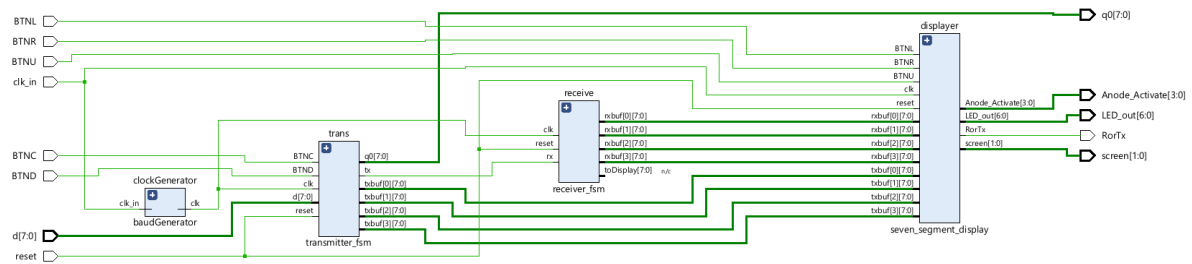 BTNL
BTNR
BTNU
clk_in
BTNC
BTND
d[7:0]
reset
clockGenerator
clk_in
clk
baudGenerator
trans
BTNC
BTND
clk
d[7:0]
reset
q0[7:0]
tx
txbuf[0][7:0]
txbuf[1][7:0]
txbuf[2][7:0]
txbuf[3][7:0]
transmitter_fsm
receive
clk
reset
rx
rxbuf[0][7:0]
rxbuf[1][7:0]
rxbuf[2][7:0]
rxbuf[3][7:0]
toDisplay[7:0] n/c
receiver_fsm
displayer
BTNL
BTNR
BTNU
clk
reset
rxbuf[0][7:0]
rxbuf[1][7:0]
rxbuf[2][7:0]
rxbuf[3][7:0]
txbuf[0][7:0]
txbuf[1][7:0]
txbuf[2][7:0]
txbuf[3][7:0]
Anode_Activate[3:0]
LED_out[6:0]
RorTx
screen[1:0]
seven_segment_display
q0[7:0]
Anode_Activate[3:0]
LED_out[6:0]
RorTx
screen[1:0]